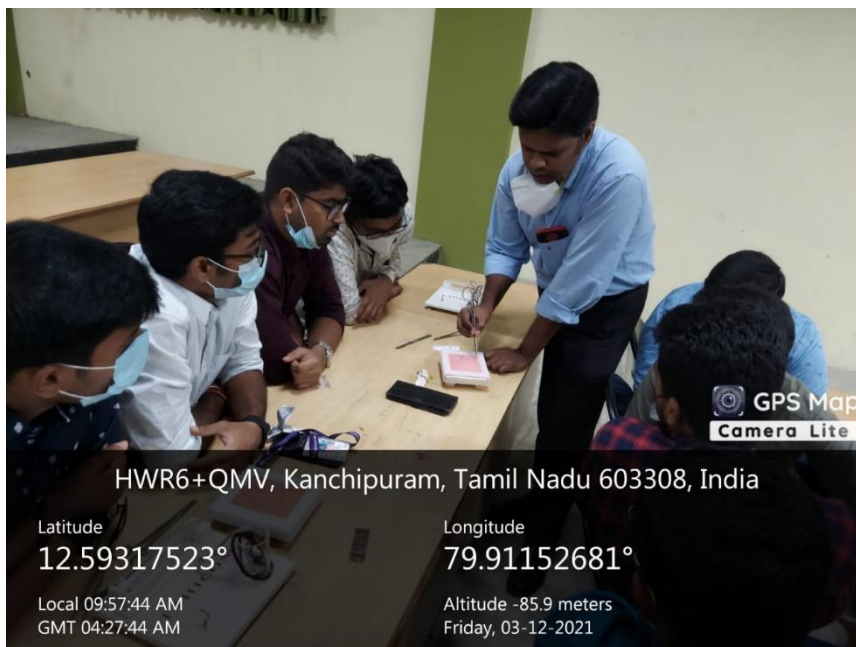 GPS Map
Camera Lite
HWR6+QMV, Kanchipuram, Tamil Nadu 603308, India
Latitude
12.59317523°
Longitude
79.91152681°
Local 09:57:44 AM
GMT 04:27:44 AM
Altitude -85.9 meters
Friday, 03-12-2021